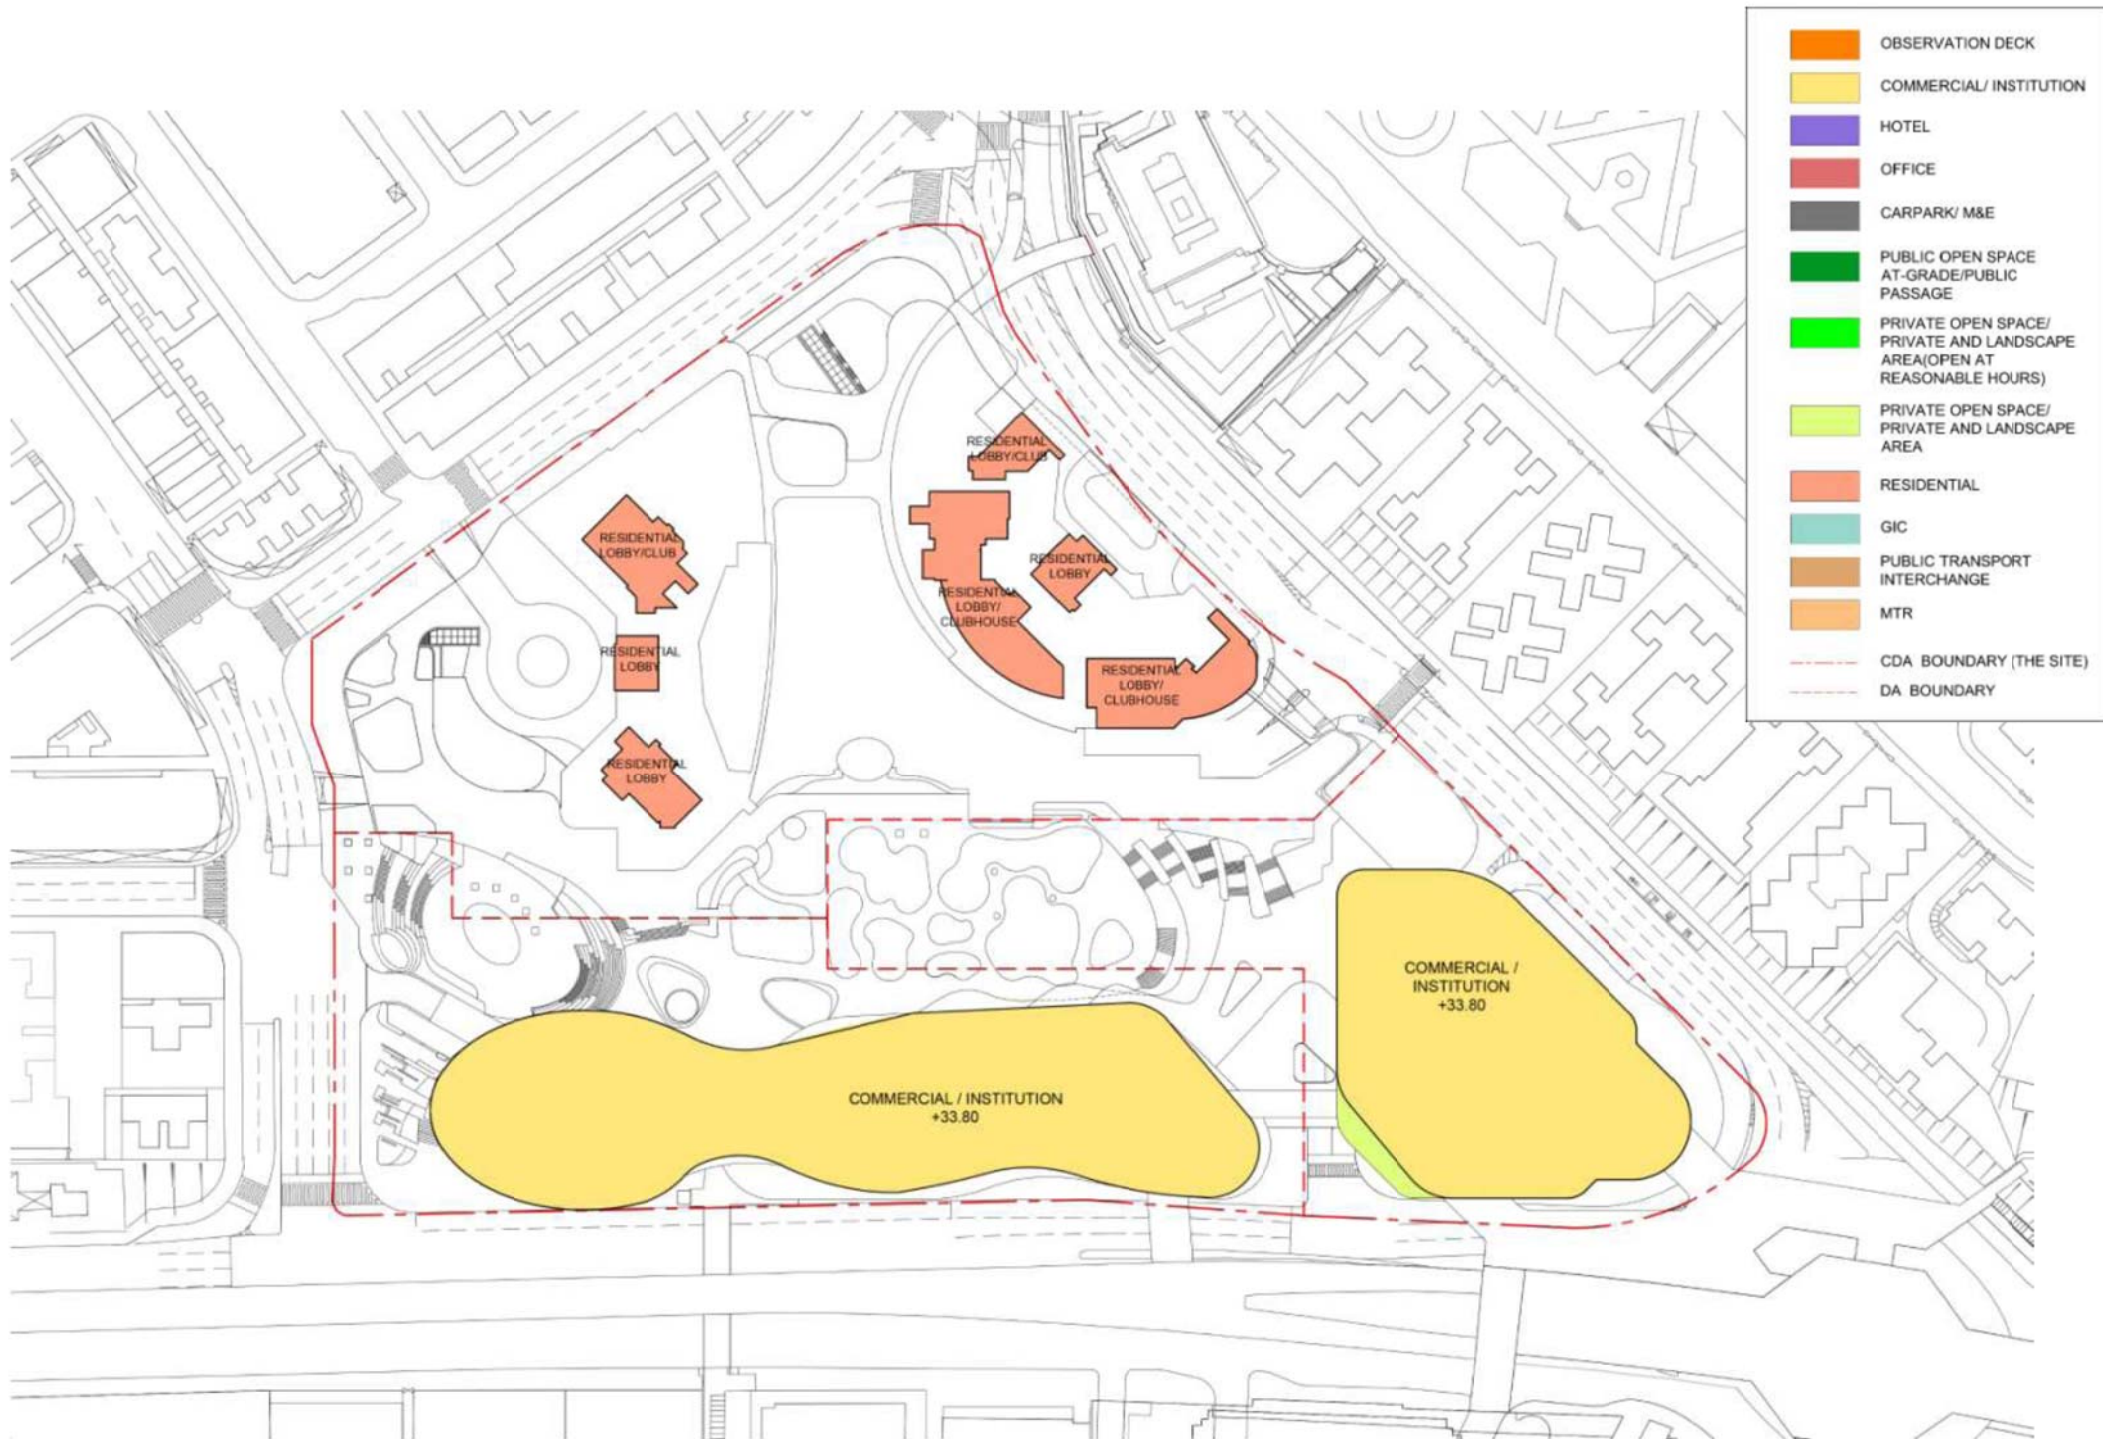 OBSERVATION DECK
COMMERCIAL/ INSTITUTION
HOTEL
OFFICE
CARPARK/ M&E
PUBLIC OPEN SPACE
AT-GRADE/PUBLIC
PASSAGE
PRIVATE OPEN SPACE/
PRIVATE AND LANDSCAPE
AREA(OPEN AT
REASONABLE HOURS)
PRIVATE OPEN SPACE/
PRIVATE AND LANDSCAPE
AREA
RESIDENTIAL
GIC
PUBLIC TRANSPORT
INTERCHANGE
MTR
CDA BOUNDARY (THE SITE)
DA BOUNDARY
RESIDENTIAL
LOBBY/CLUB
RESIDENTIAL
LOBBY/CLUB
RESIDENTIAL
LOBBY
RESIDENTIAL
LOBBY/
CLUBHOUSE
RESIDENTIAL
LOBBY
RESIDENTIAL
LOBBY/
CLUBHOUSE
RESIDENTIAL
LOBBY
COMMERCIAL /
INSTITUTION
+33.80
COMMERCIAL / INSTITUTION
+33.80